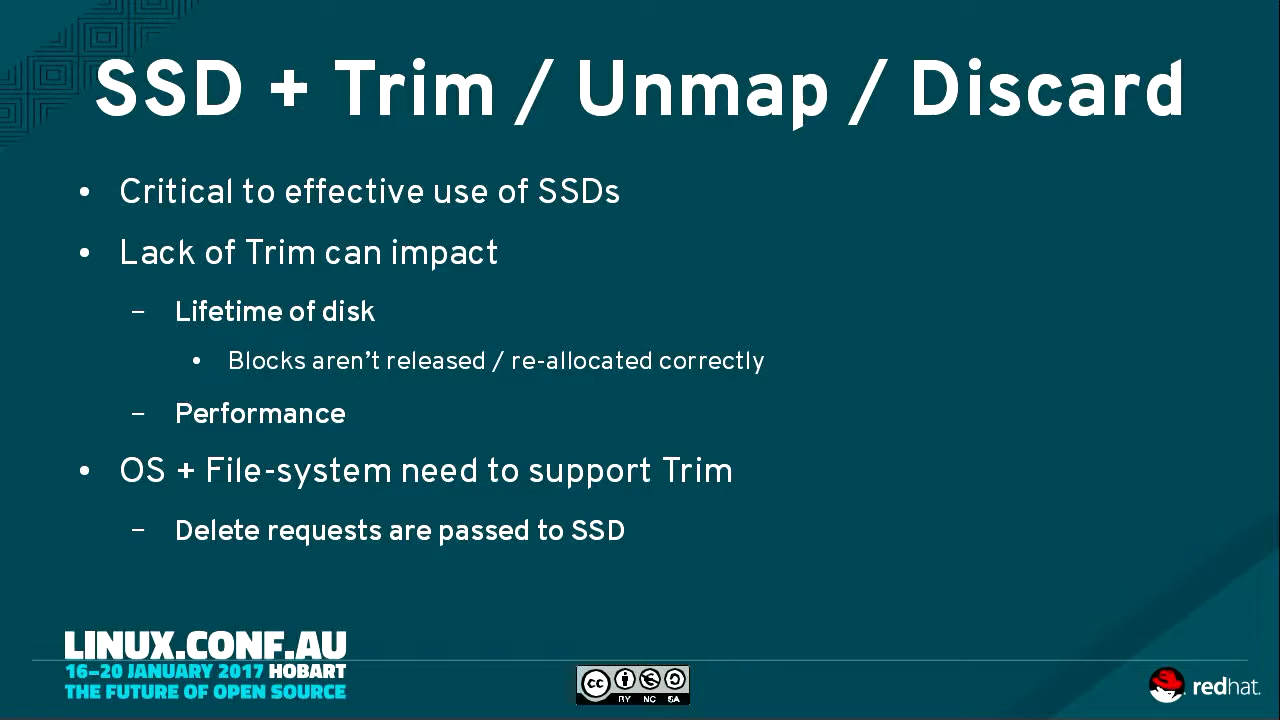 SSD + Trim / Unmap / Discard
• Critical to effective use of SSDs
• Lack of Trim can impact
– Lifetime of disk
• Blocks aren't released / re-allocated correctly
– Performance
• OS + File-system need to support Trim
– Delete requests are passed to SSD
LINUX.CONF.AU
16–20 JANUARY 2017 HOBART
THE FUTURE OF OPEN SOURCE
cc
BY NC SA
redhat.